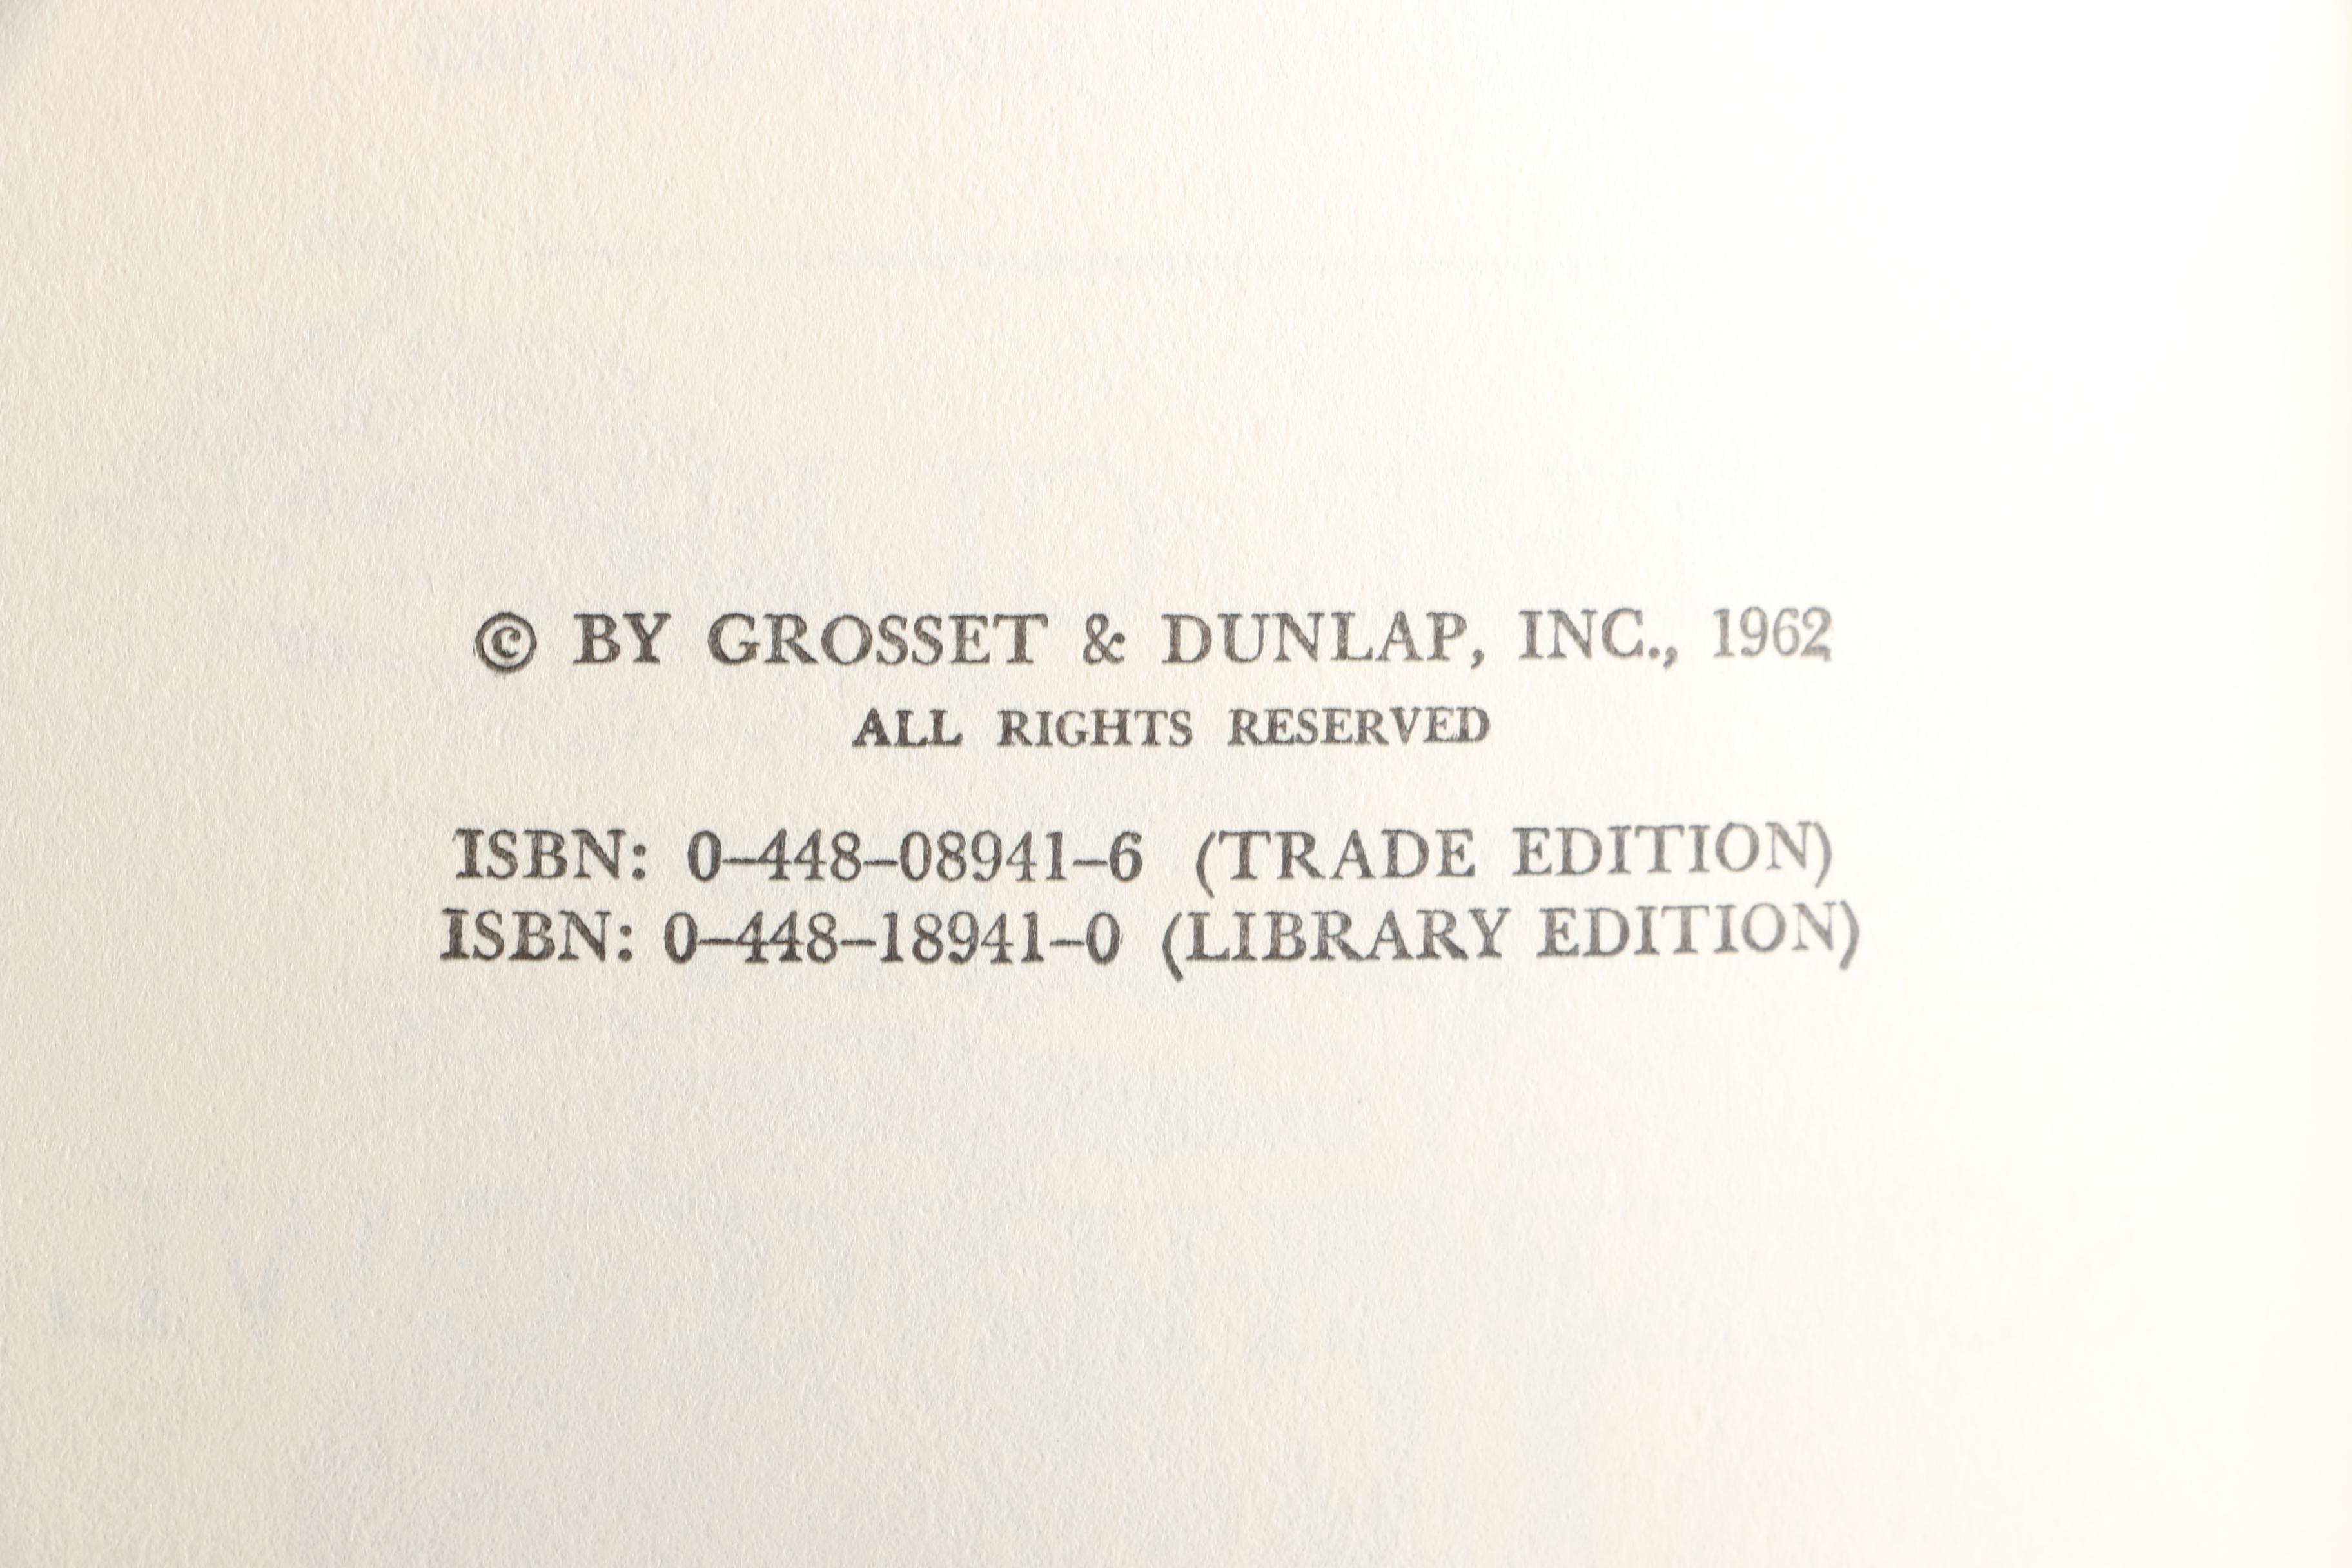 © BY GROSSET & DUNLAP, INC., 1962
ALL RIGHTS RESERVED
ISBN: 0–448–08941–6 (TRADE EDITION)
ISBN: 0–448–18941–0 (LIBRARY EDITION)